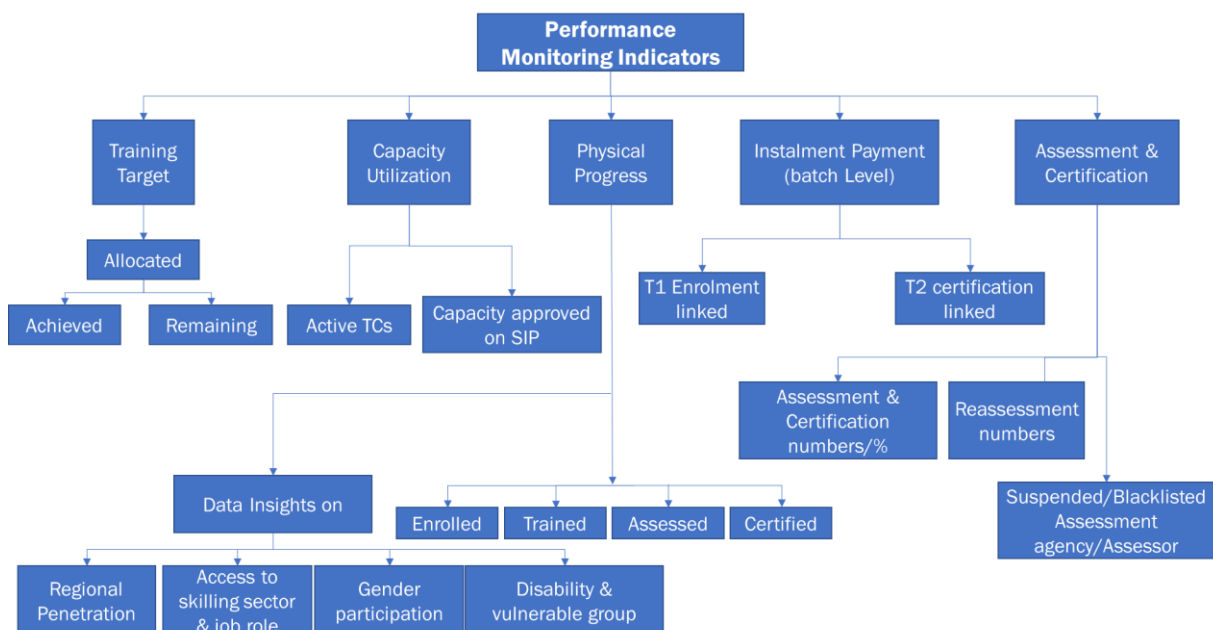 Performance
Monitoring Indicators
Training
Target
Capacity
Utilization
Physical
Progress
Instalment Payment
(batch Level)
Assessment &
Certification
Allocated
Achieved
Remaining
Active TCs
Capacity approved
on SIP
T1 Enrolment
linked
T2 certification
linked
Assessment &
Certification
numbers/%
Reassessment
numbers
Suspended/Blacklisted
Assessment
agency/Assessor
Data Insights on
Enrolled
Trained
Assessed
Certified
Regional
Penetration
Access to
skilling sector
& job role
Gender
participation
Disability &
vulnerable group